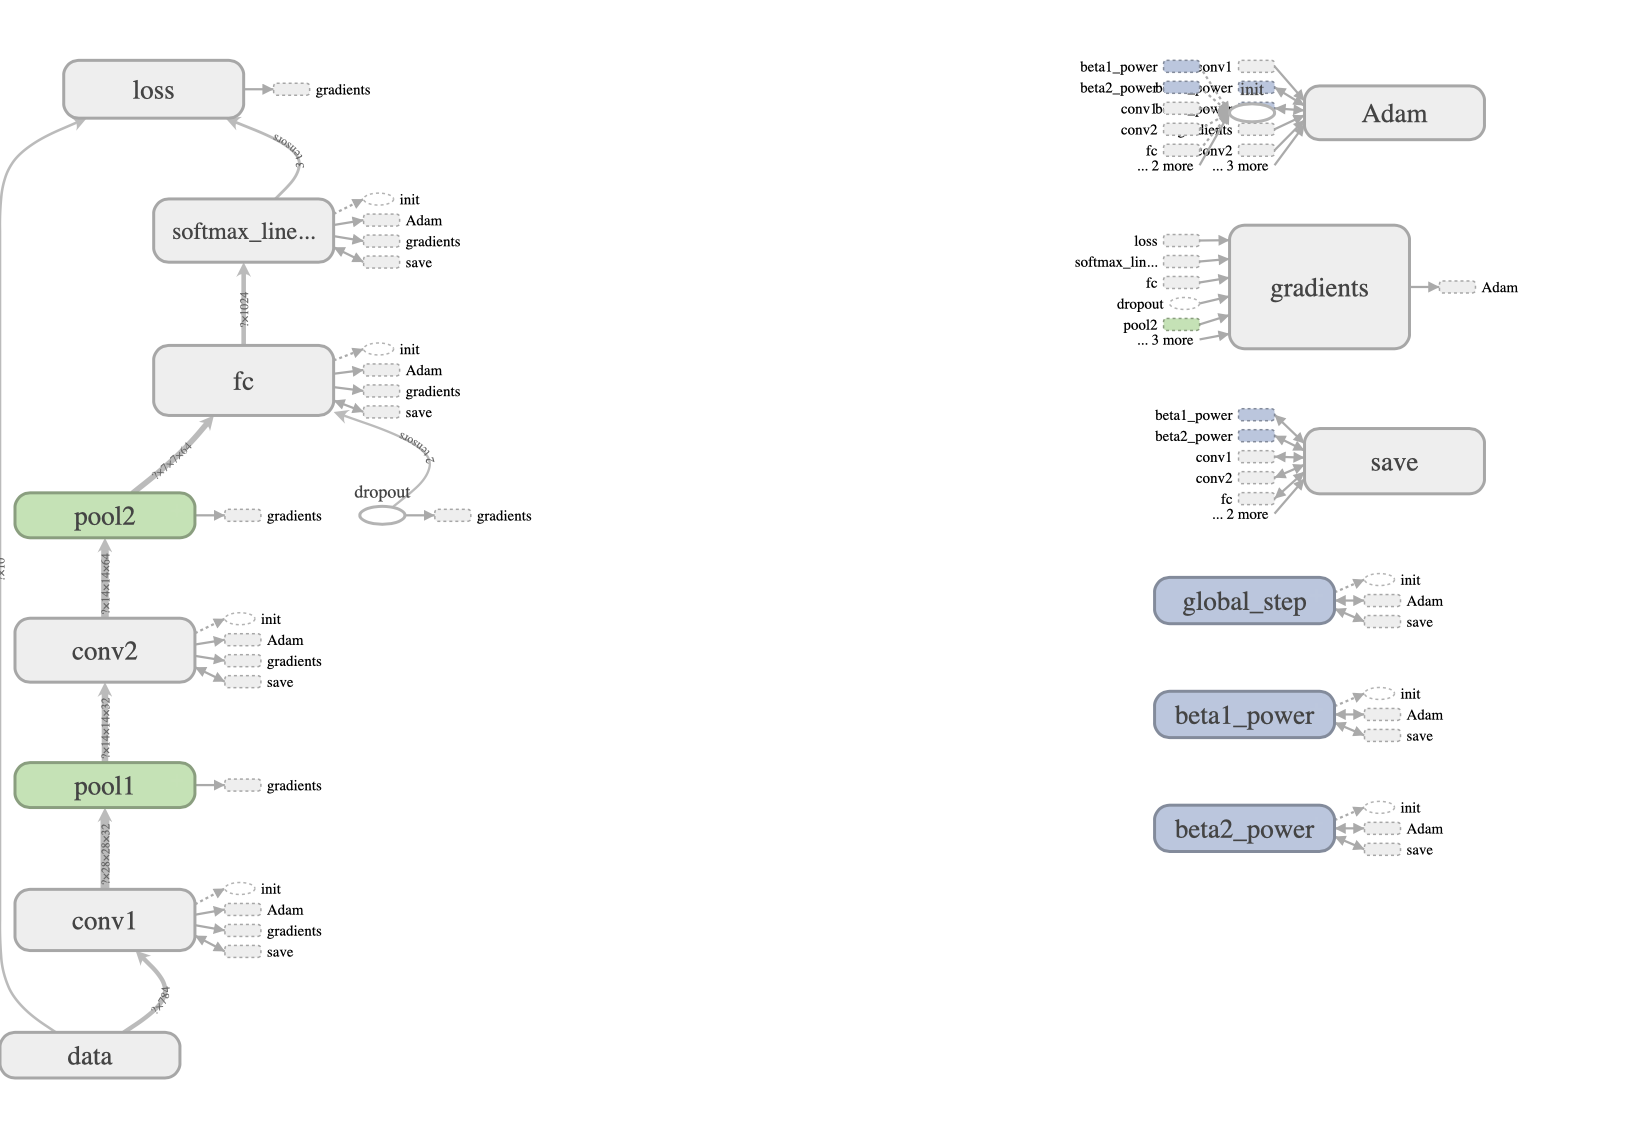 loss
gradients
3 tensors
softmax_line...
init
Adam
gradients
save
?×1024
fc
init
Adam
gradients
save
?×7×7×64
2 tensors
pool2
gradients
dropout
gradients
?×10
?×14×14×64
conv2
init
Adam
gradients
save
?×14×14×32
pool1
gradients
?×28×28×32
conv1
init
Adam
gradients
save
?×784
data
beta1_power
beta2_power
conv1
conv2
fc
... 2 more
conv1
init
conv2
... 3 more
Adam
loss
softmax_lin...
fc
dropout
pool2
... 3 more
gradients
Adam
beta1_power
beta2_power
conv1
conv2
fc
... 2 more
save
global_step
init
Adam
save
beta1_power
init
Adam
save
beta2_power
init
Adam
save